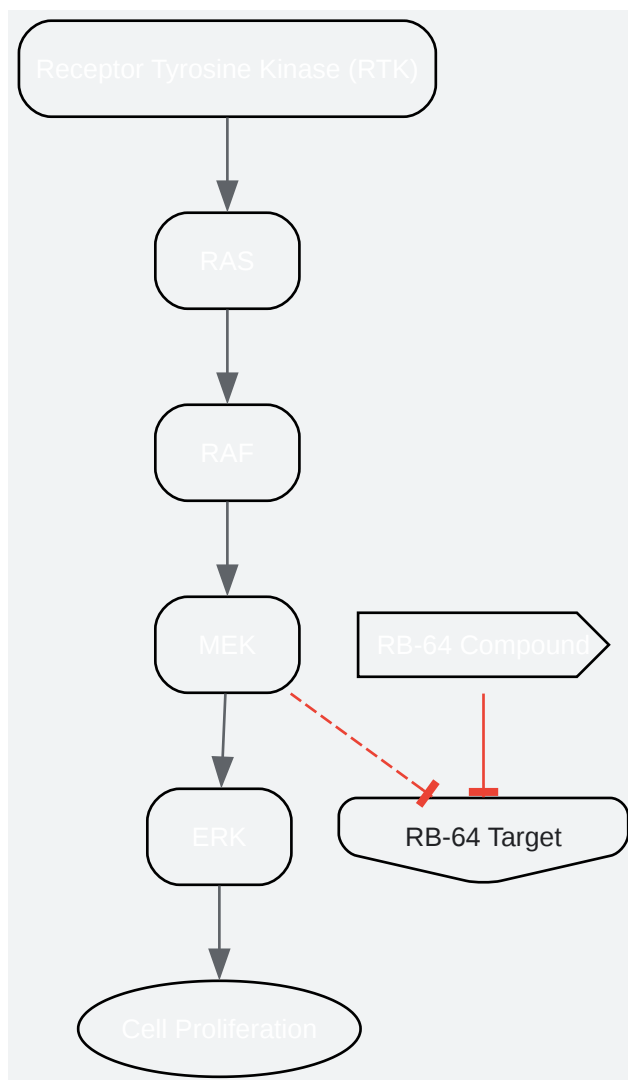 Receptor Tyrosine Kinase (RTK)
RAS
RAF
MEK
RB-64 Compound
ERK
RB-64 Target
Cell Proliferation